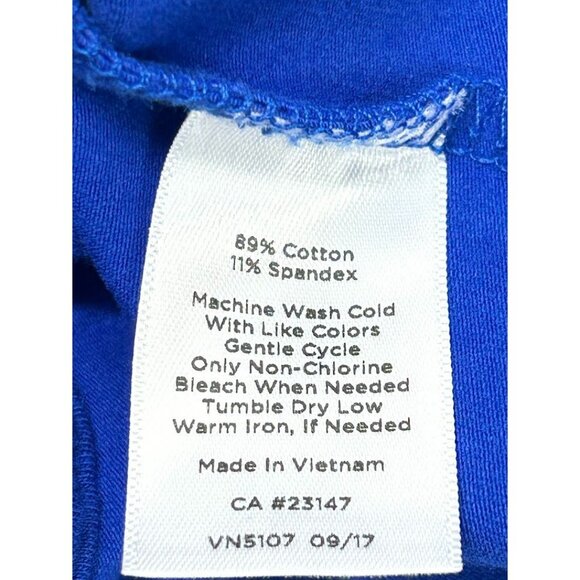 89% Cotton
11% Spandex
Machine Wash Cold
With Like Colors
Gentle Cycle
Only Non-Chlorine
Bleach When Needed
Tumble Dry Low
Warm Iron, If Needed
Made In Vietnam
CA #23147
VN5107 09/17